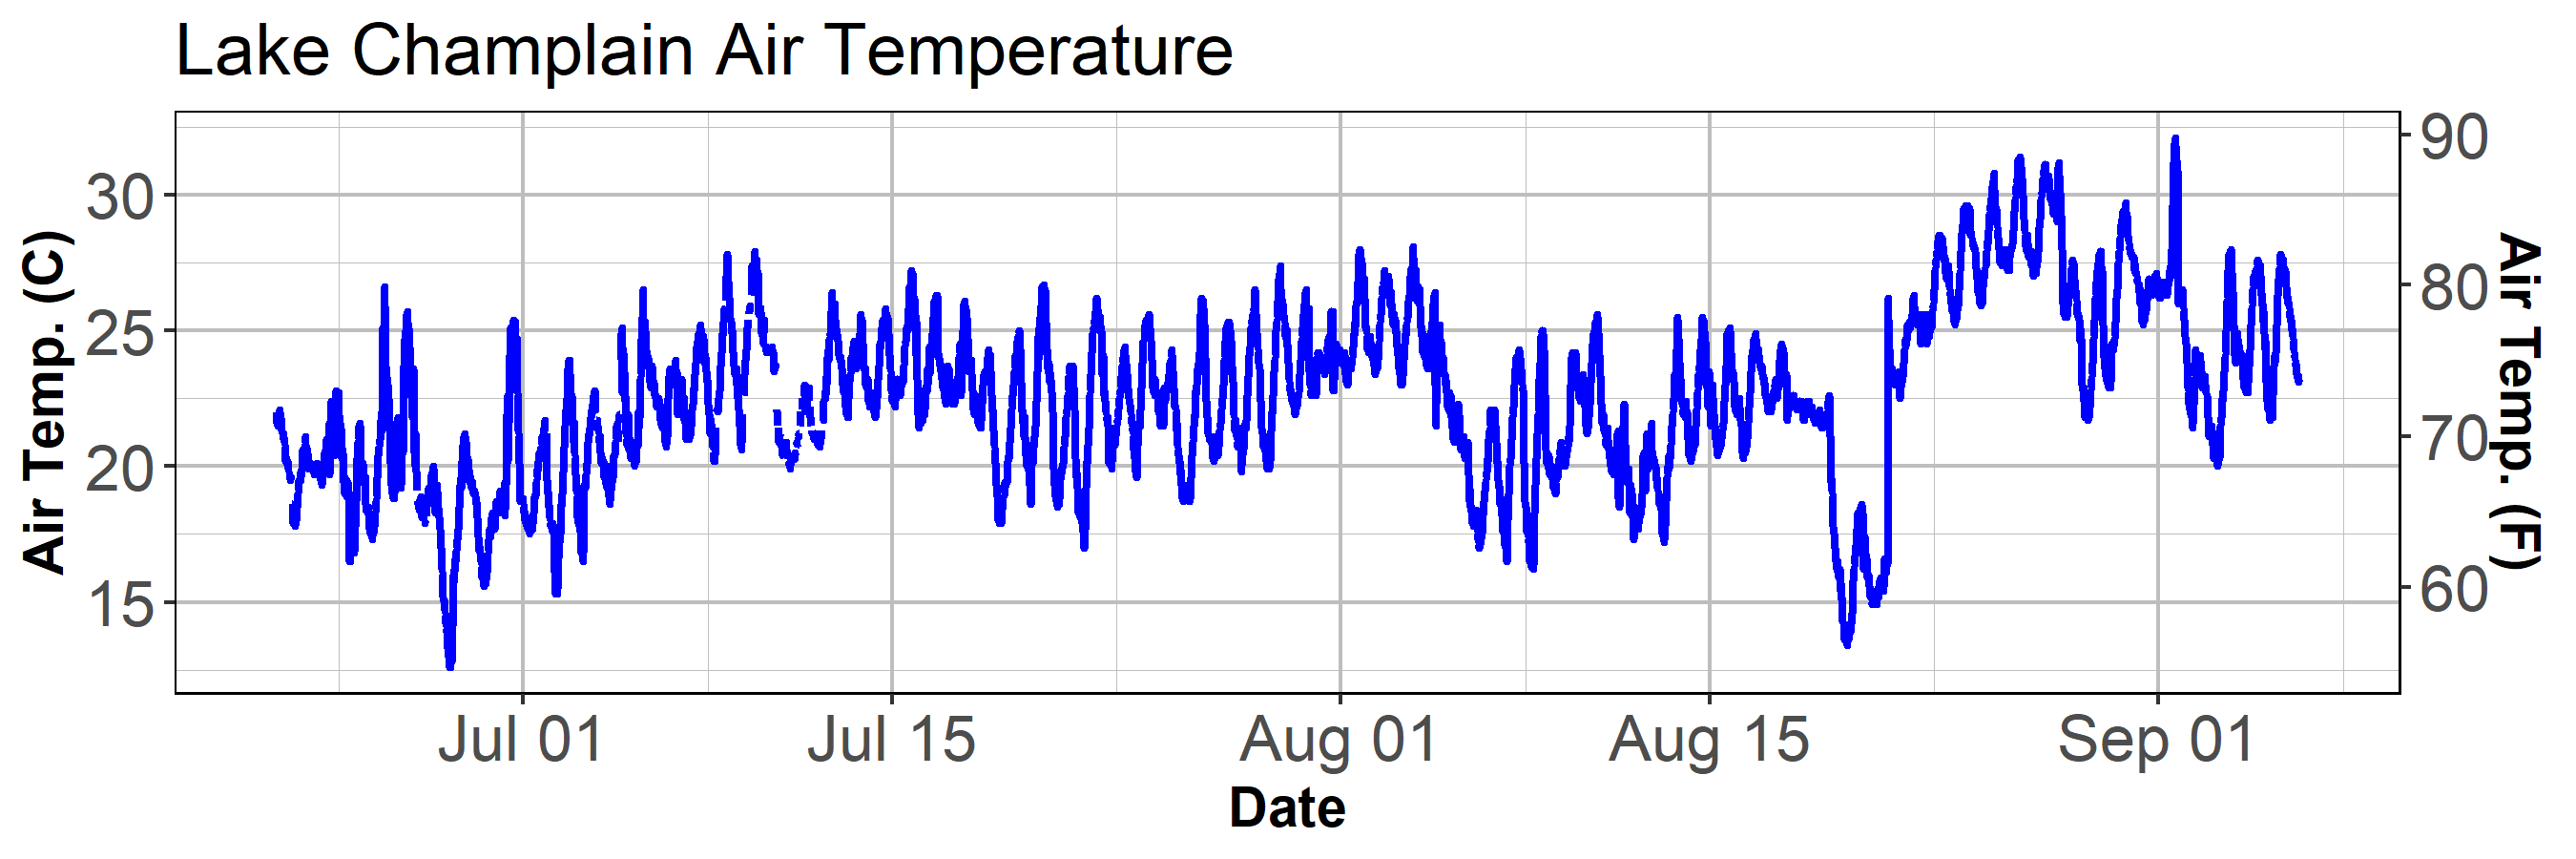 Lake Champlain Air Temperature
Air Temp. (C)
30
25
20
15
90
80
70
60
Air Temp. (F)
Jul 01 Jul 15 Aug 01 Aug 15 Sep 01
Date